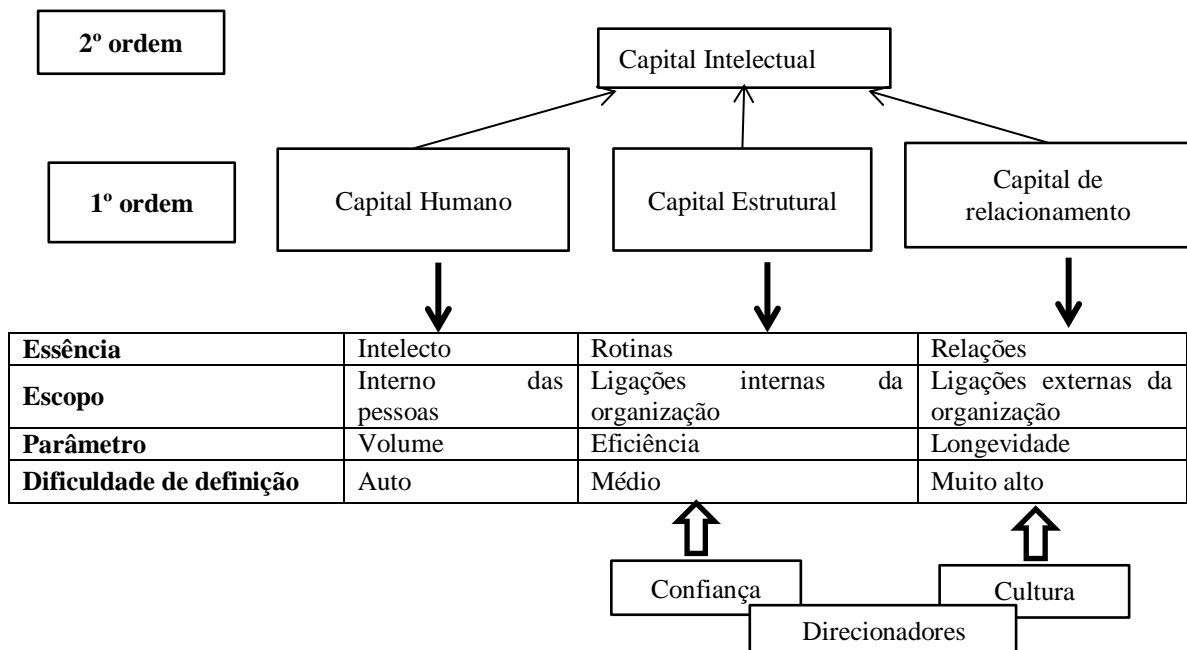 2º ordem
Capital Intelectual
1º ordem
Capital Humano
Capital Estrutural
Capital de
relacionamento
Essência
Intelecto
Rotinas
Relações
Escopo
Interno das
pessoas
Ligações internas da
organização
Ligações externas da
organização
Parâmetro
Volume
Eficiência
Longevidade
Dificuldade de definição
Auto
Médio
Muito alto
Confiança
Cultura
Direcionadores